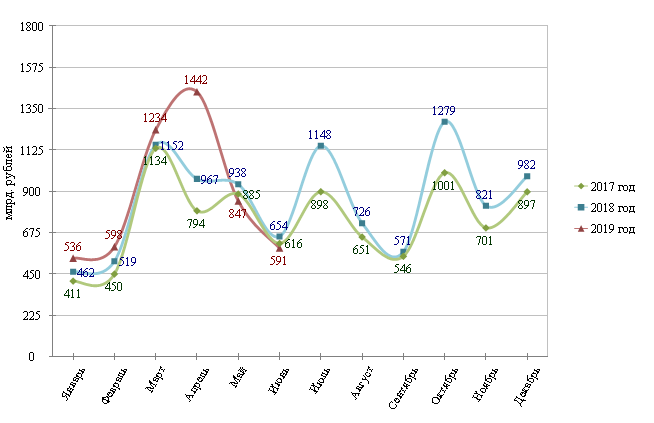 1800
1575
1350
1125
900
675
450
225
0
млрд. рублей
536
462
411
598
519
450
1234
1152
1134
1442
967
794
938
885
847
654
616
591
1148
898
726
651
571
546
1279
1001
821
701
982
897
Январь
Февраль
Март
Апрель
Май
Июнь
Июль
Август
Сентябрь
Октябрь
Ноябрь
Декабрь
2017 год
2018 год
2019 год